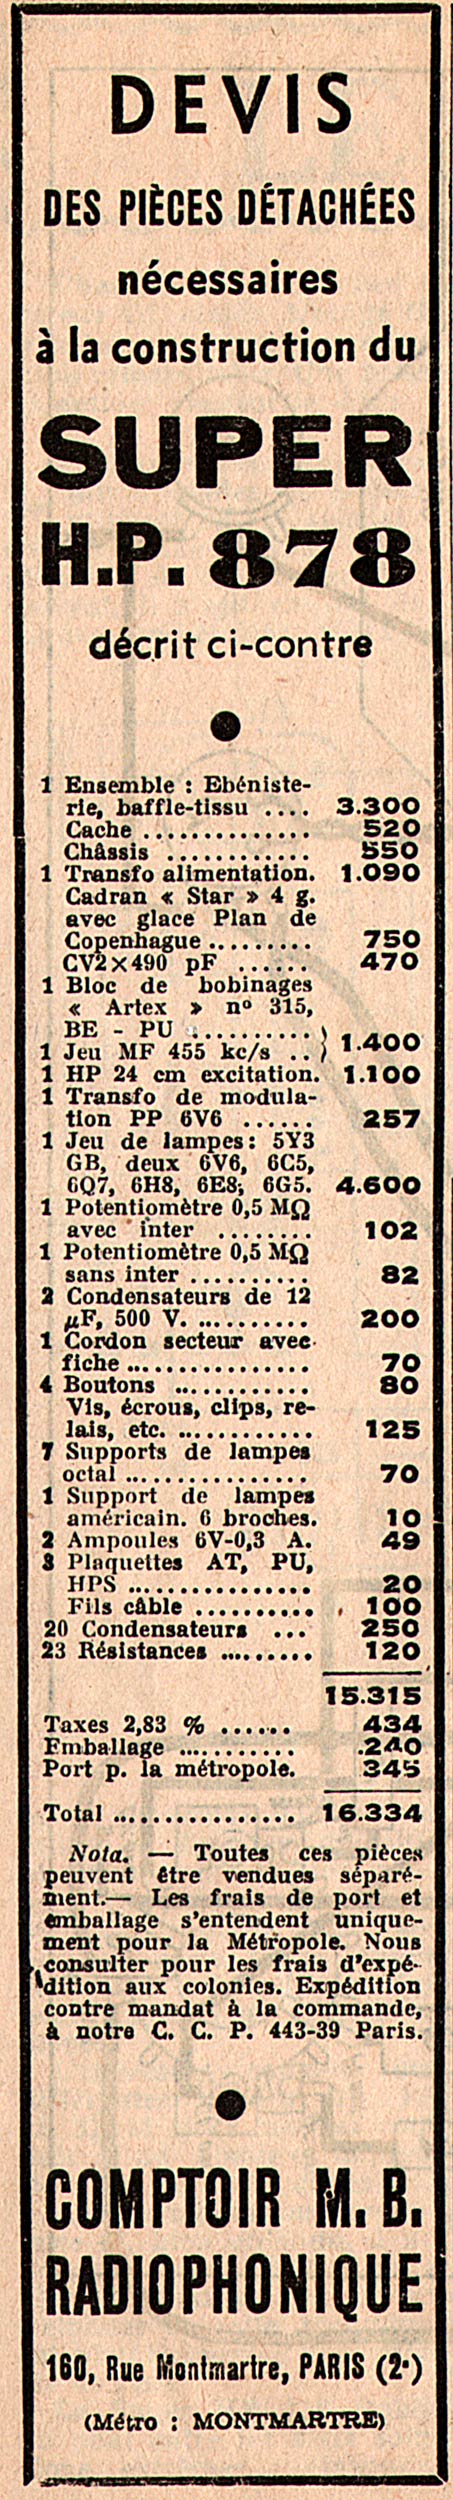 DEVIS
DES PIÈCES DÉTACHÉES
nécessaires
à la construction du
SUPER
H.P. 878
décrit ci-contre
1 Ensemble : Ebéniste-
rie, baffle-tissu .... 3.300
Cache .............. 520
Châssis ............ 550
1 Transfo alimentation. 1.090
Cadran « Star » 4 g.
avec glace Plan de
Copenhague ......... 750
CV2×490 pF ...... 470
1 Bloc de bobinages
« Artex » nº 315,
BE - PU ..........
1 Jeu MF 455 kc/s .. } 1.400
1 HP 24 cm excitation. 1.100
1 Transfo de modula-
tion PP 6V6 ...... 257
1 Jeu de lampes: 5Y3
GB, deux 6V6, 6C5,
6Q7, 6H8, 6E8, 6G5. 4.600
1 Potentiomètre 0,5 MΩ
avec inter ........ 102
1 Potentiomètre 0,5 MΩ
sans inter .......... 82
2 Condensateurs de 12
µF, 500 V. .......... 200
1 Cordon secteur avec
fiche ............... 70
4 Boutons ............ 80
Vis, écrous, clips, re-
lais, etc. ............ 125
7 Supports de lampes
octal ................ 70
1 Support de lampes
américain. 6 broches. 10
2 Ampoules 6V-0,3 A. 49
3 Plaquettes AT, PU,
HPS ................ 20
Fils câble .......... 100
20 Condensateurs ... 250
23 Résistances ......... 120
15.315
Taxes 2,83 % ...... 434
Emballage ........... .240
Port p. la métropole. 345
Total ................ 16.334
Nota. — Toutes ces pièces
peuvent être vendues séparé-
ment.— Les frais de port et
emballage s'entendent unique-
ment pour la Métropole. Nous
consulter pour les frais d'expé-
dition aux colonies. Expédition
contre mandat à la commande,
à notre C. C. P. 443-39 Paris.
COMPTOIR M. B.
RADIOPHONIQUE
160, Rue Montmartre, PARIS (2e)
(Métro : MONTMARTRE)